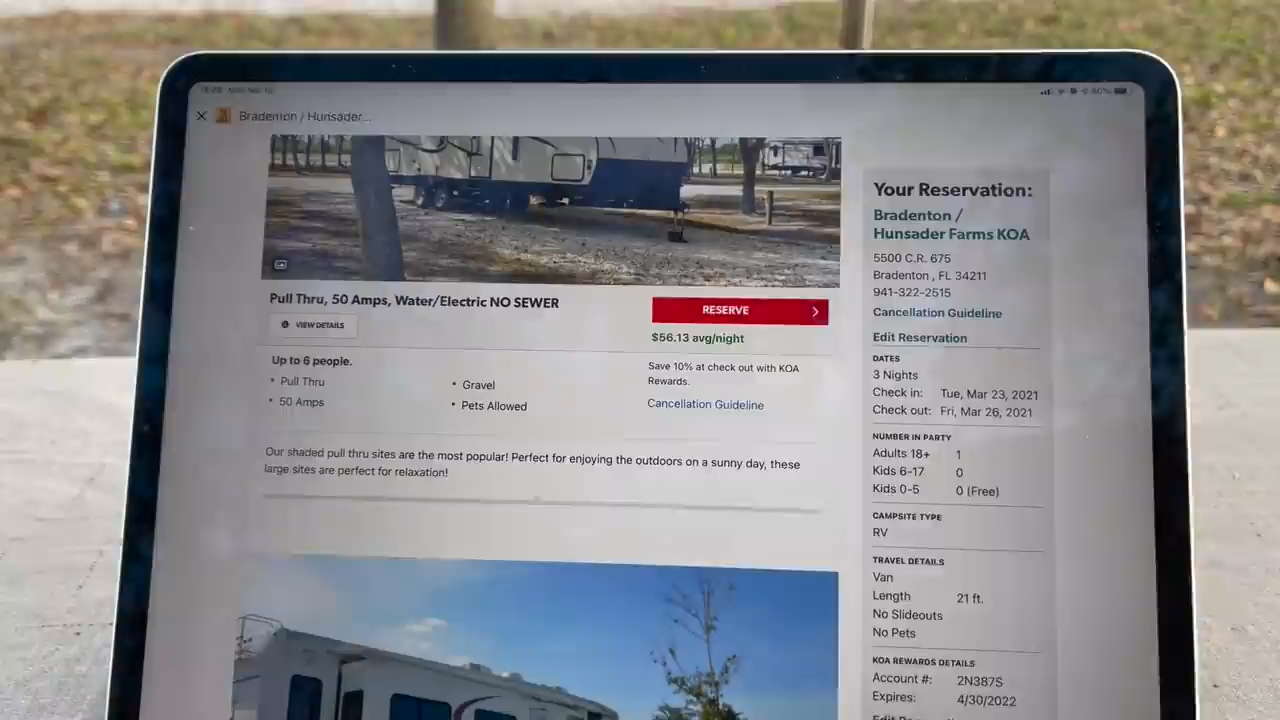 Bradenton / Hunsader...
Pull Thru, 50 Amps, Water/Electric NO SEWER
VIEW DETAILS
RESERVE
$56.13 avg/night
Up to 6 people.
• Pull Thru
• 50 Amps
• Gravel
• Pets Allowed
Save 10% at check out with KOA
Rewards.
Cancellation Guideline
Our shaded pull thru sites are the most popular! Perfect for enjoying the outdoors on a sunny day, these
large sites are perfect for relaxation!
Your Reservation:
Bradenton /
Hunsader Farms KOA
5500 C.R. 675
Bradenton , FL 34211
941-322-2515
Cancellation Guideline
Edit Reservation
DATES
3 Nights
Check in: Tue, Mar 23, 2021
Check out: Fri, Mar 26, 2021
NUMBER IN PARTY
Adults 18+ 1
Kids 6-17 0
Kids 0-5 0 (Free)
CAMPSITE TYPE
RV
TRAVEL DETAILS
Van
Length 21 ft.
No Slideouts
No Pets
KOA REWARDS DETAILS
Account #: 2N387S
Expires: 4/30/2022